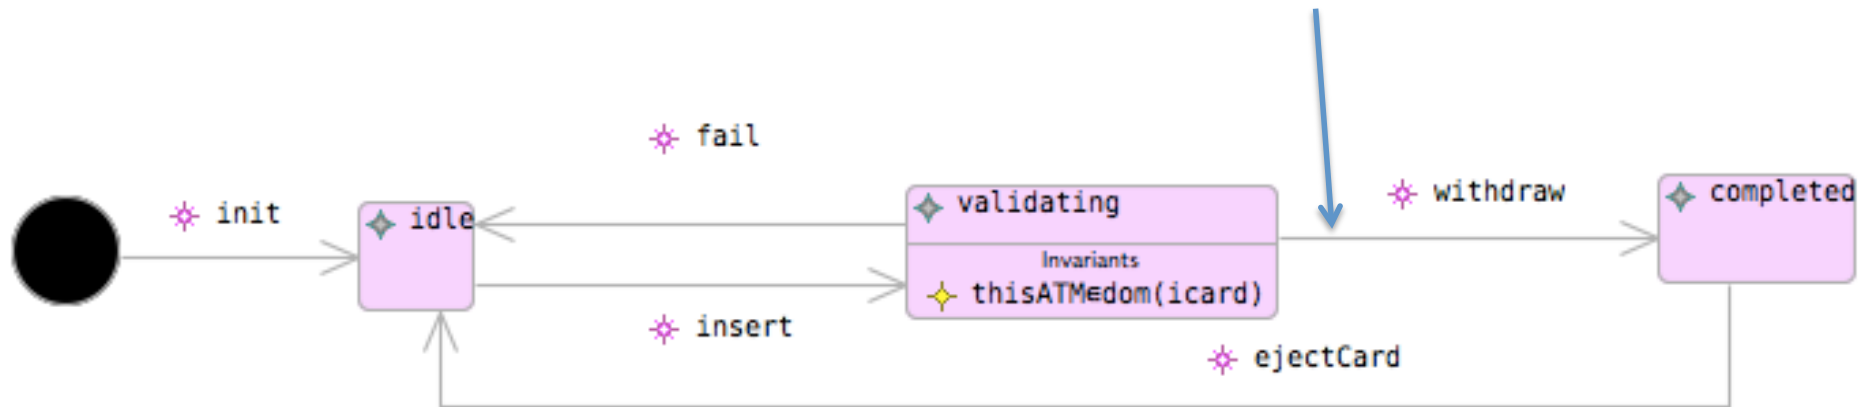 fail
init
idle
validating
withdraw
completed
Invariants
thisATM∈dom(icard)
insert
ejectCard